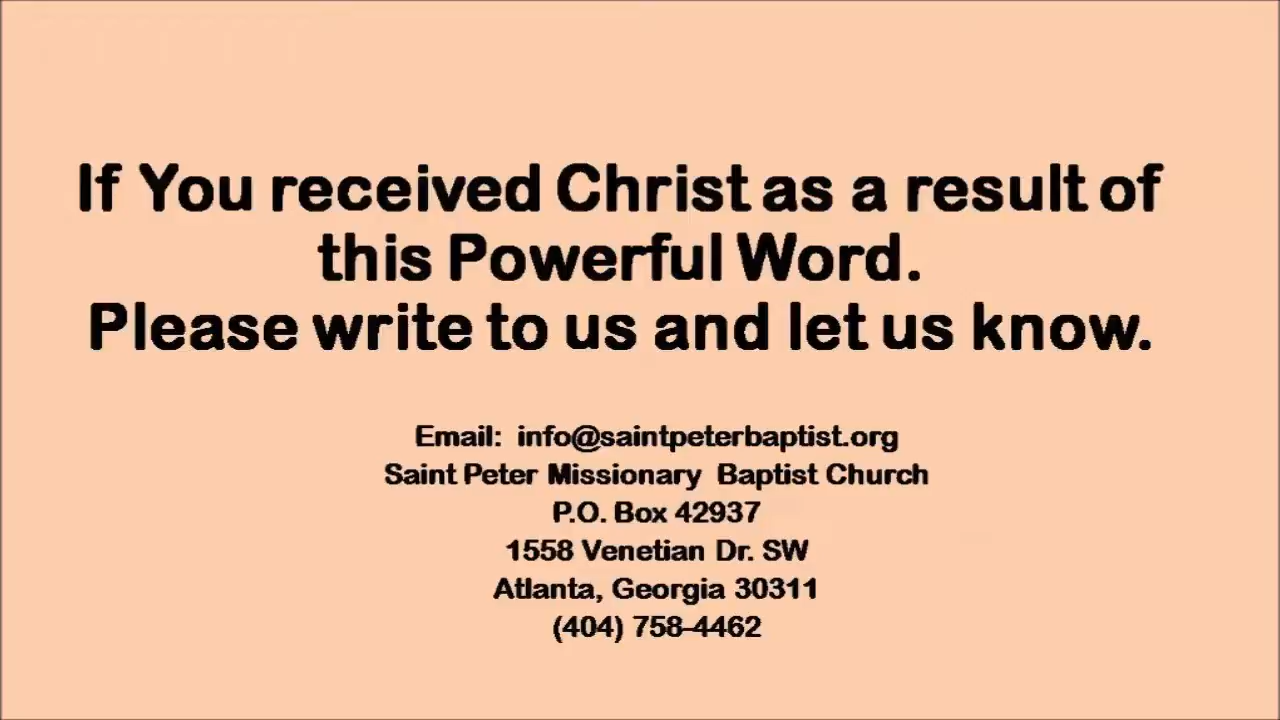 If You received Christ as a result of
this Powerful Word.
Please write to us and let us know.
Email: info@saintpeterbaptist.org
Saint Peter Missionary Baptist Church
P.O. Box 42937
1558 Venetian Dr. SW
Atlanta, Georgia 30311
(404) 758-4462